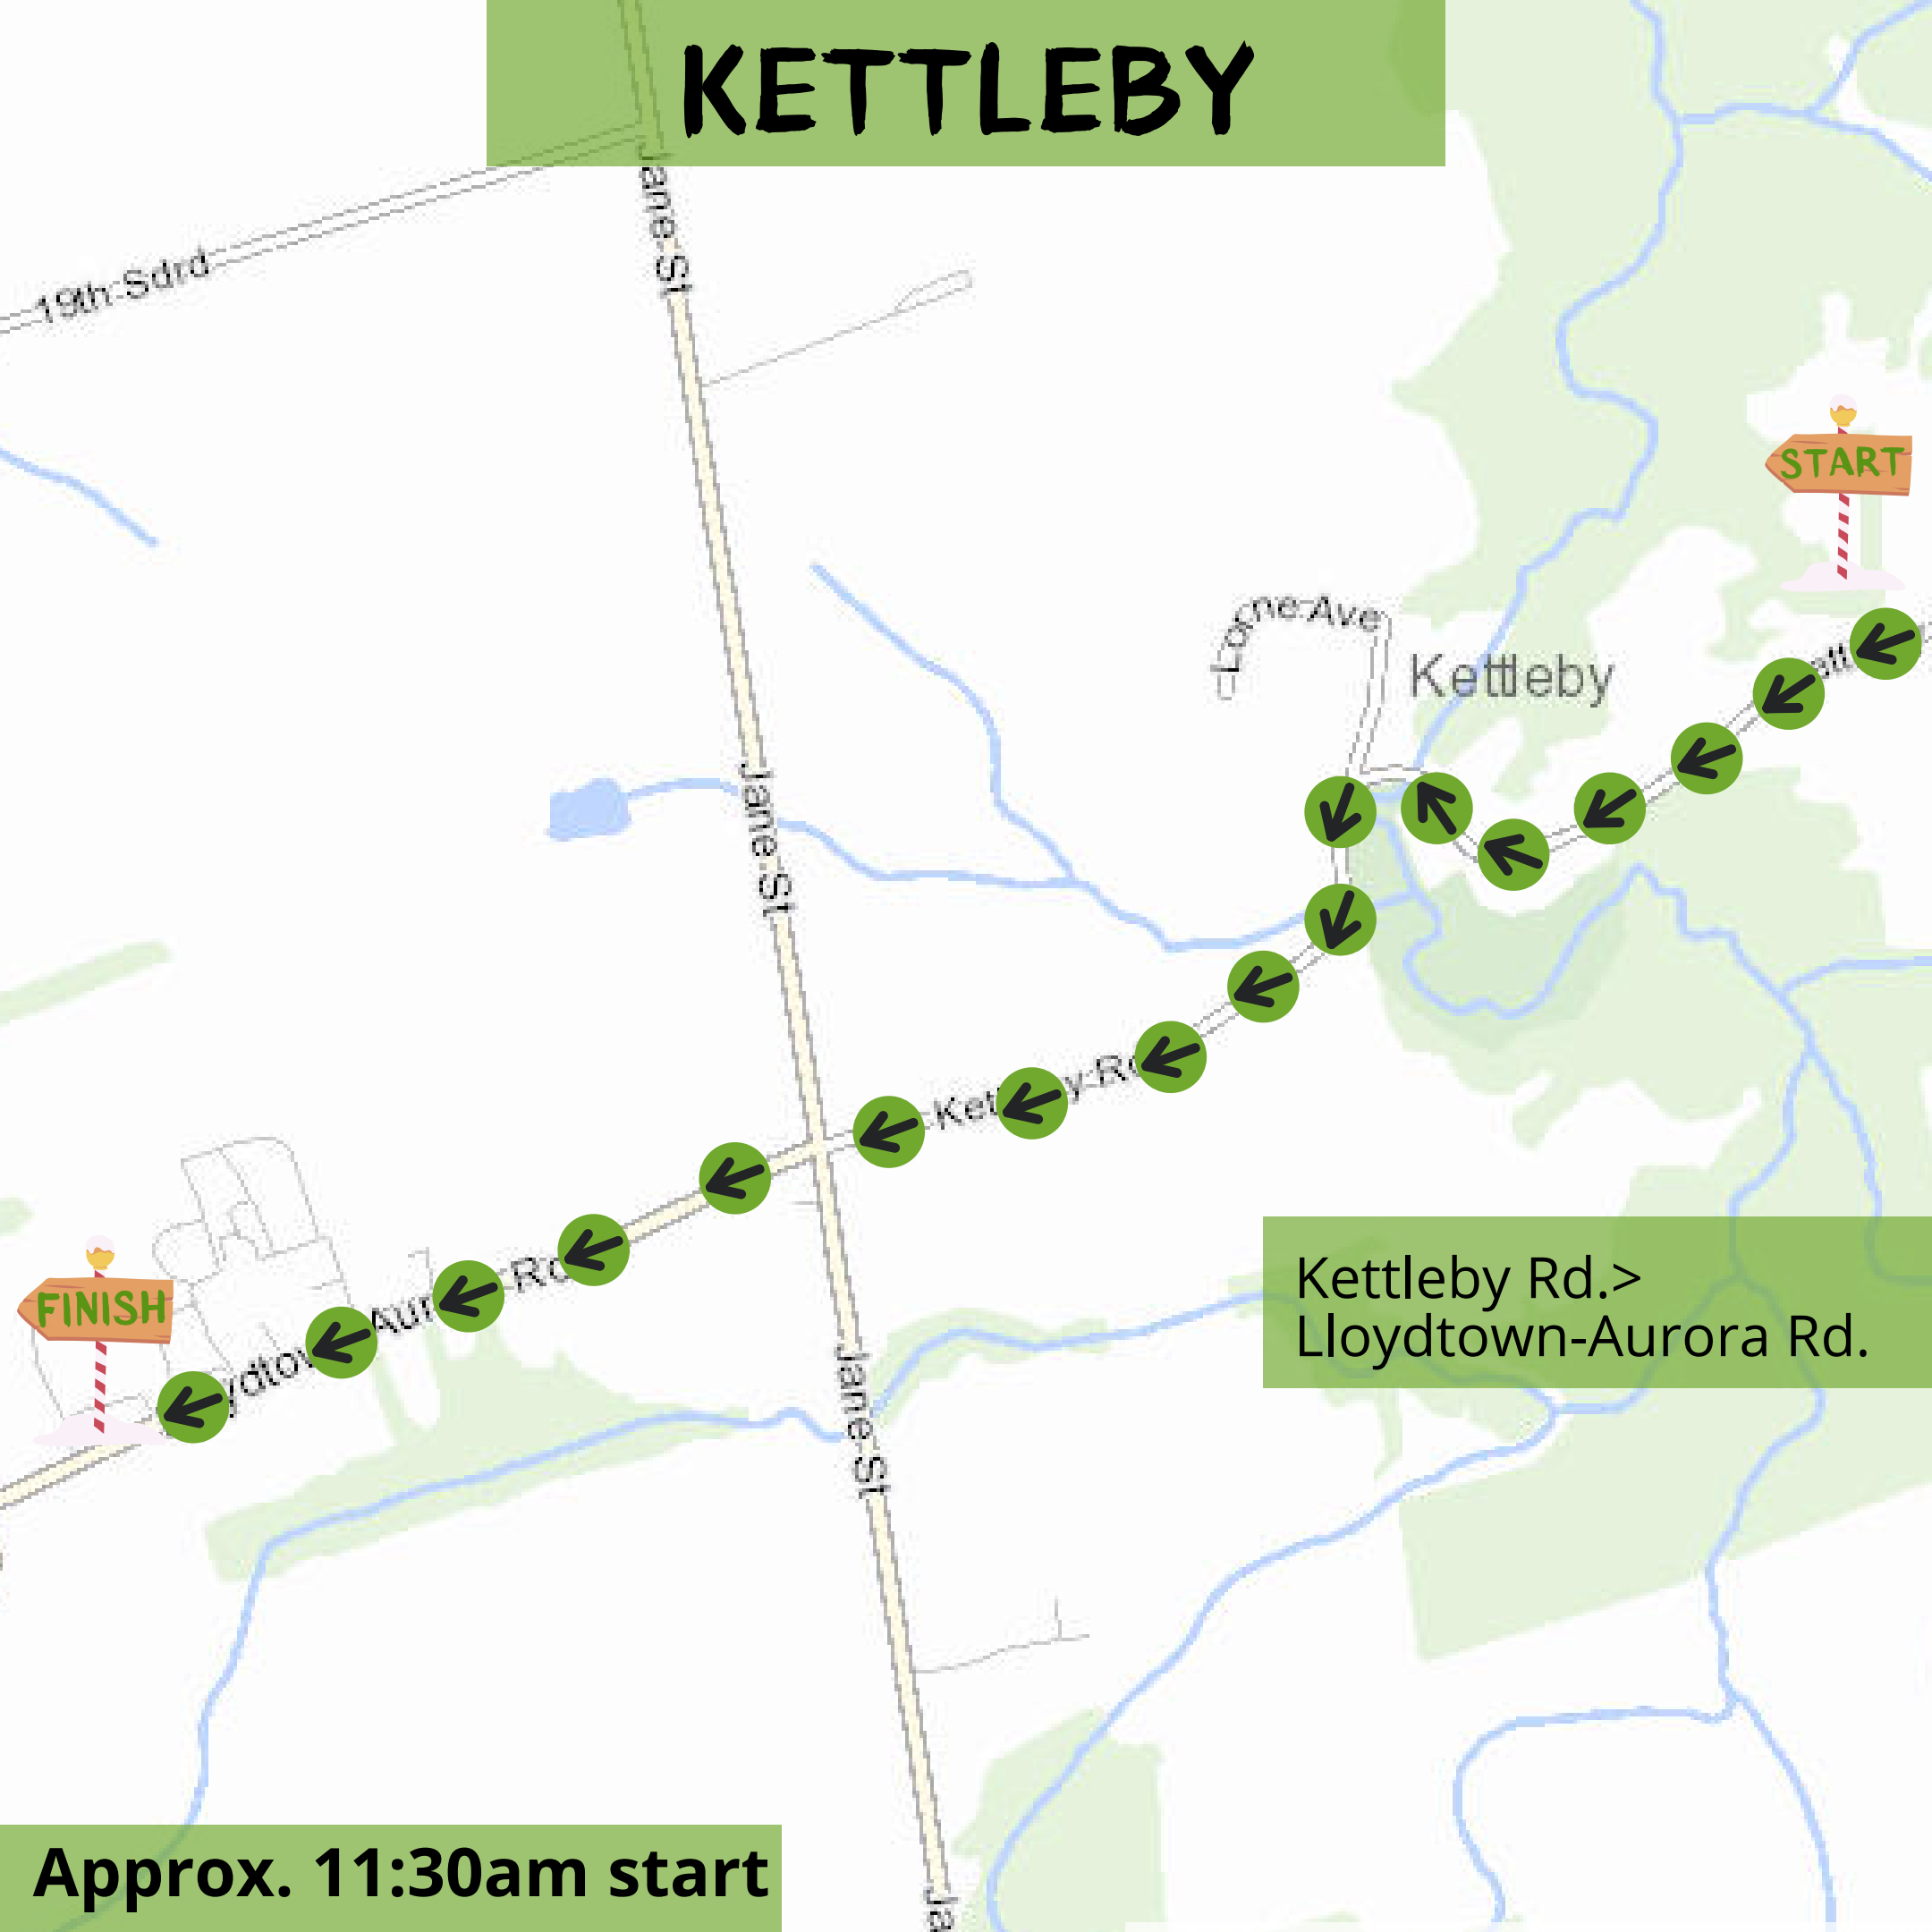 KETTLEBY
19th Sdrd
Jane St
START
Lorne Ave
Kettleby
Jane St
Rd
FINISH
Kettleby Rd.>
Lloydtown-Aurora Rd.
Jane St
Approx. 11:30am start